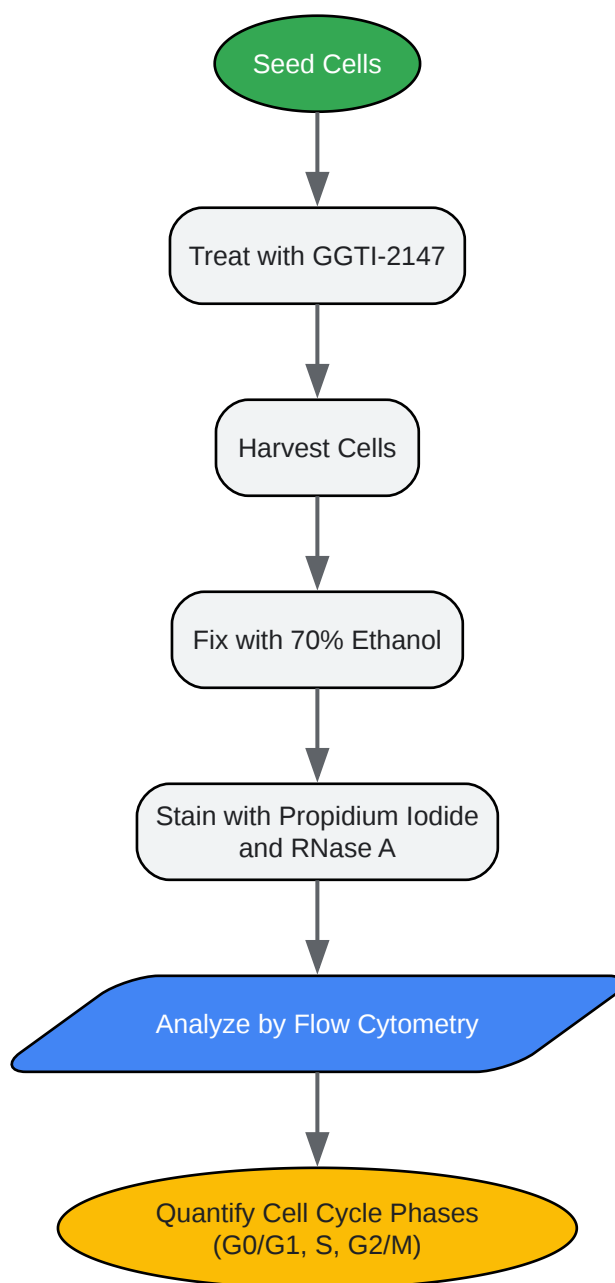 Seed Cells
Treat with GGTI-2147
Harvest Cells
Fix with 70% Ethanol
Stain with Propidium Iodide
and RNase A
Analyze by Flow Cytometry
Quantify Cell Cycle Phases
(G0/G1, S, G2/M)